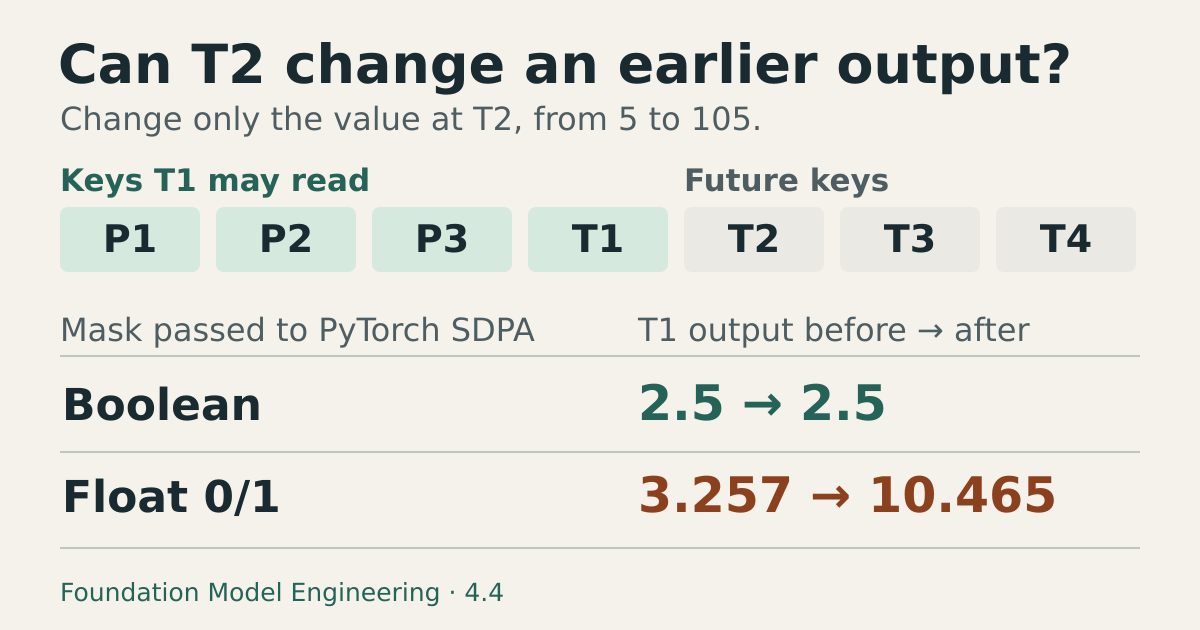 Can T2 change an earlier output?
Change only the value at T2, from 5 to 105.
Keys T1 may read Future keys
P1 P2 P3 T1 T2 T3 T4
Mask passed to PyTorch SDPA T1 output before → after
Boolean 2.5 → 2.5
Float 0/1 3.257 → 10.465
Foundation Model Engineering · 4.4